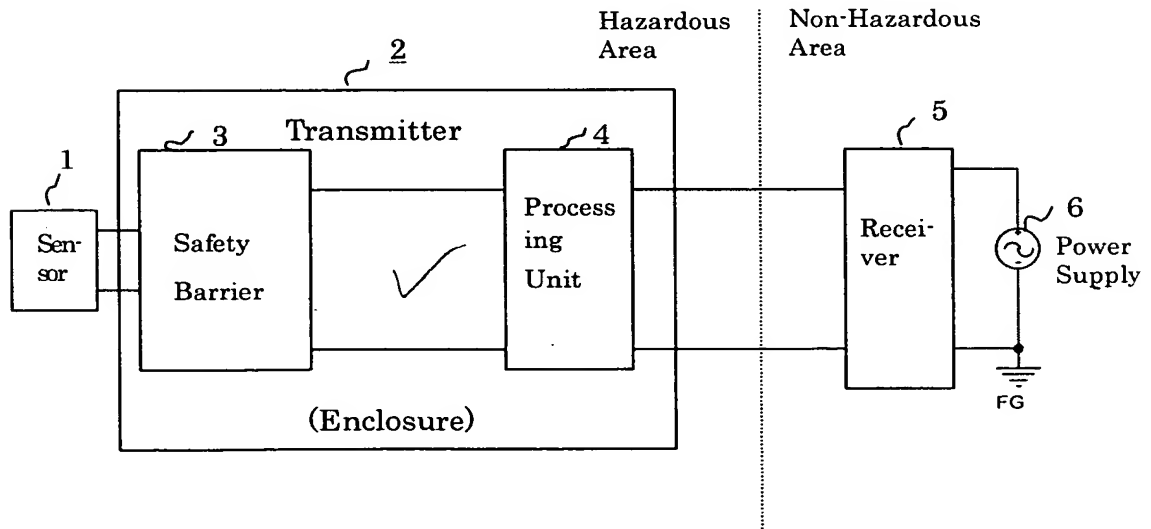 Hazardous
Area
Non-Hazardous
Area
2
Transmitter
1
Sen-
sor
3
Safety
Barrier
4
Process
ing
Unit
(Enclosure)
5
Recei-
ver
6
Power
Supply
FG